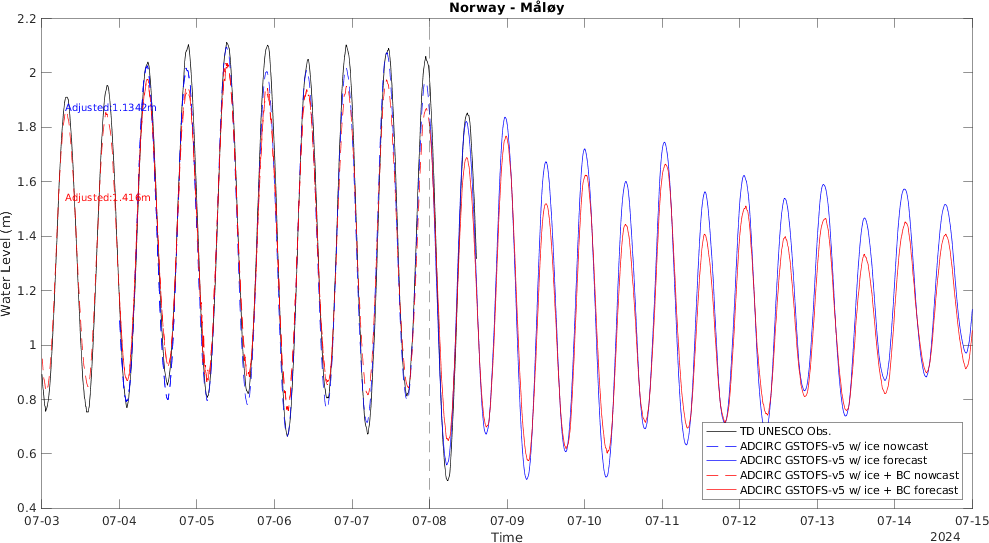 Norway - Måløy
2.2
2
1.8
1.6
1.4
1.2
1
0.8
0.6
0.4
Water Level (m)
Adjusted:1.1342m
Adjusted:1.416m
TD UNESCO Obs.
ADCIRC GSTOFS-v5 w/ ice nowcast
ADCIRC GSTOFS-v5 w/ ice forecast
ADCIRC GSTOFS-v5 w/ ice + BC nowcast
ADCIRC GSTOFS-v5 w/ ice + BC forecast
07-03 07-04 07-05 07-06 07-07 07-08 07-09 07-10 07-11 07-12 07-13 07-14 07-15
Time
2024